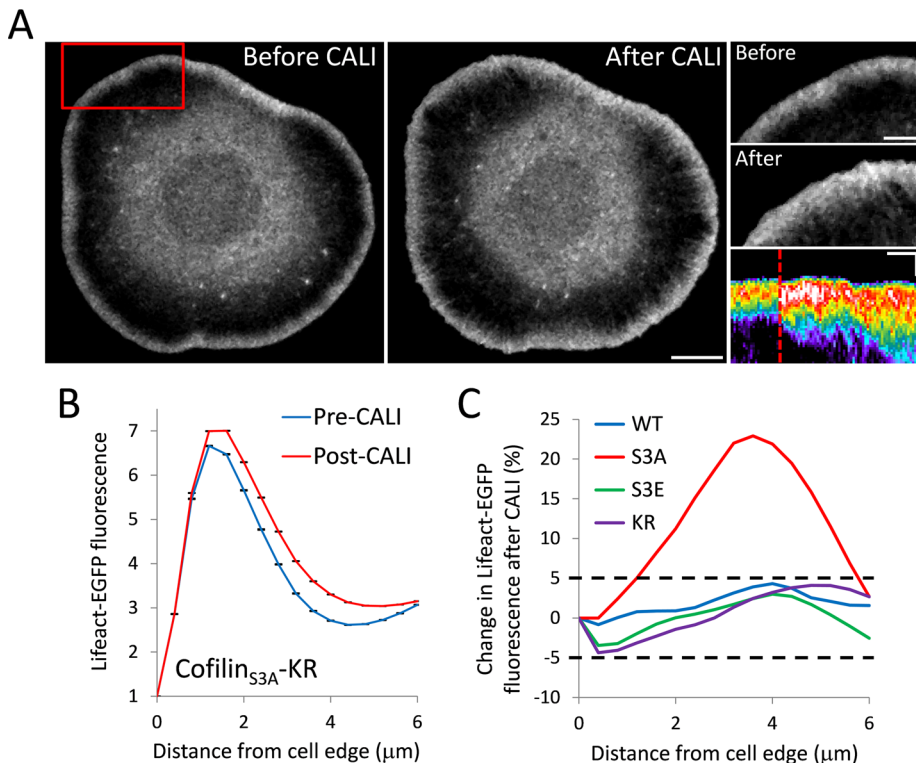 A
Before CALI
After CALI
Before
After
B
Lifeact-EGFP fluorescence
7
6
5
4
3
2
1
Pre-CALI
Post-CALI
CofilinS3A-KR
0
2
4
6
Distance from cell edge (μm)
C
Change in Lifeact-EGFP
fluorescence after CALI (%)
25
20
15
10
5
0
-5
-10
WT
S3A
S3E
KR
0
2
4
6
Distance from cell edge (μm)